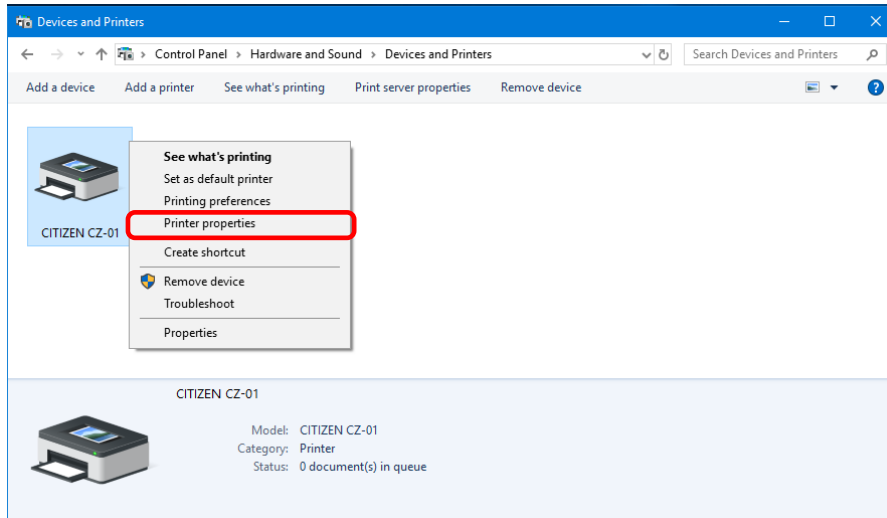 Devices and Printers
Control Panel > Hardware and Sound > Devices and Printers
Search Devices and Printers
Add a device Add a printer See what's printing Print server properties Remove device
CITIZEN CZ-01
See what's printing
Set as default printer
Printing preferences
Printer properties
Create shortcut
Remove device
Troubleshoot
Properties
CITIZEN CZ-01
Model: CITIZEN CZ-01
Category: Printer
Status: 0 document(s) in queue